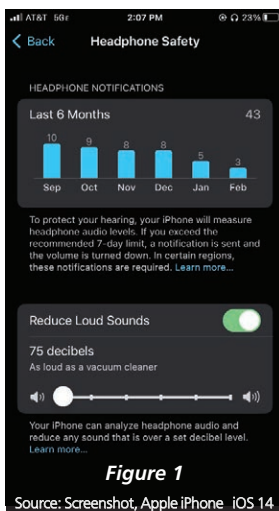 AT&T 5GE 2:07 PM 23%
Back Headphone Safety
HEADPHONE NOTIFICATIONS
Last 6 Months 43
10 9 8 8 5 3
Sep Oct Nov Dec Jan Feb
To protect your hearing, your iPhone will measure
headphone audio levels. If you exceed the
recommended 7-day limit, a notification is sent and
the volume is turned down. In certain regions,
these notifications are required. Learn more...
Reduce Loud Sounds
75 decibels
As loud as a vacuum cleaner
Your iPhone can analyze headphone audio and
reduce any sound that is over a set decibel level.
Learn more...
Figure 1
Source: Screenshot, Apple iPhone iOS 14